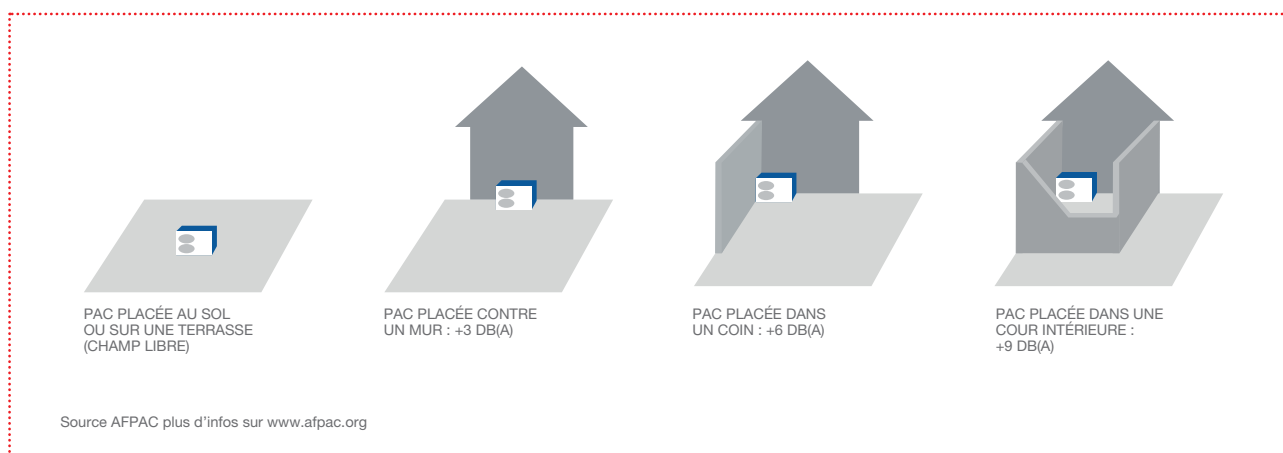 PAC PLACÉE AU SOL
OU SUR UNE TERRASSE
(CHAMP LIBRE)
PAC PLACÉE CONTRE
UN MUR : +3 DB(A)
PAC PLACÉE DANS
UN COIN : +6 DB(A)
PAC PLACÉE DANS UNE
COUR INTÉRIEURE :
+9 DB(A)
Source AFPAC plus d'infos sur www.afpac.org